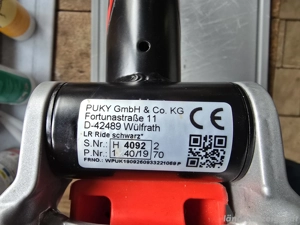 PUKY GmbH & Co. KG
Fortunastraße 11
D-42489 Wülfrath
LR Ride schwarz"
S.Nr.: H 4092 2
P.Nr.: 1 40/19 70
CE